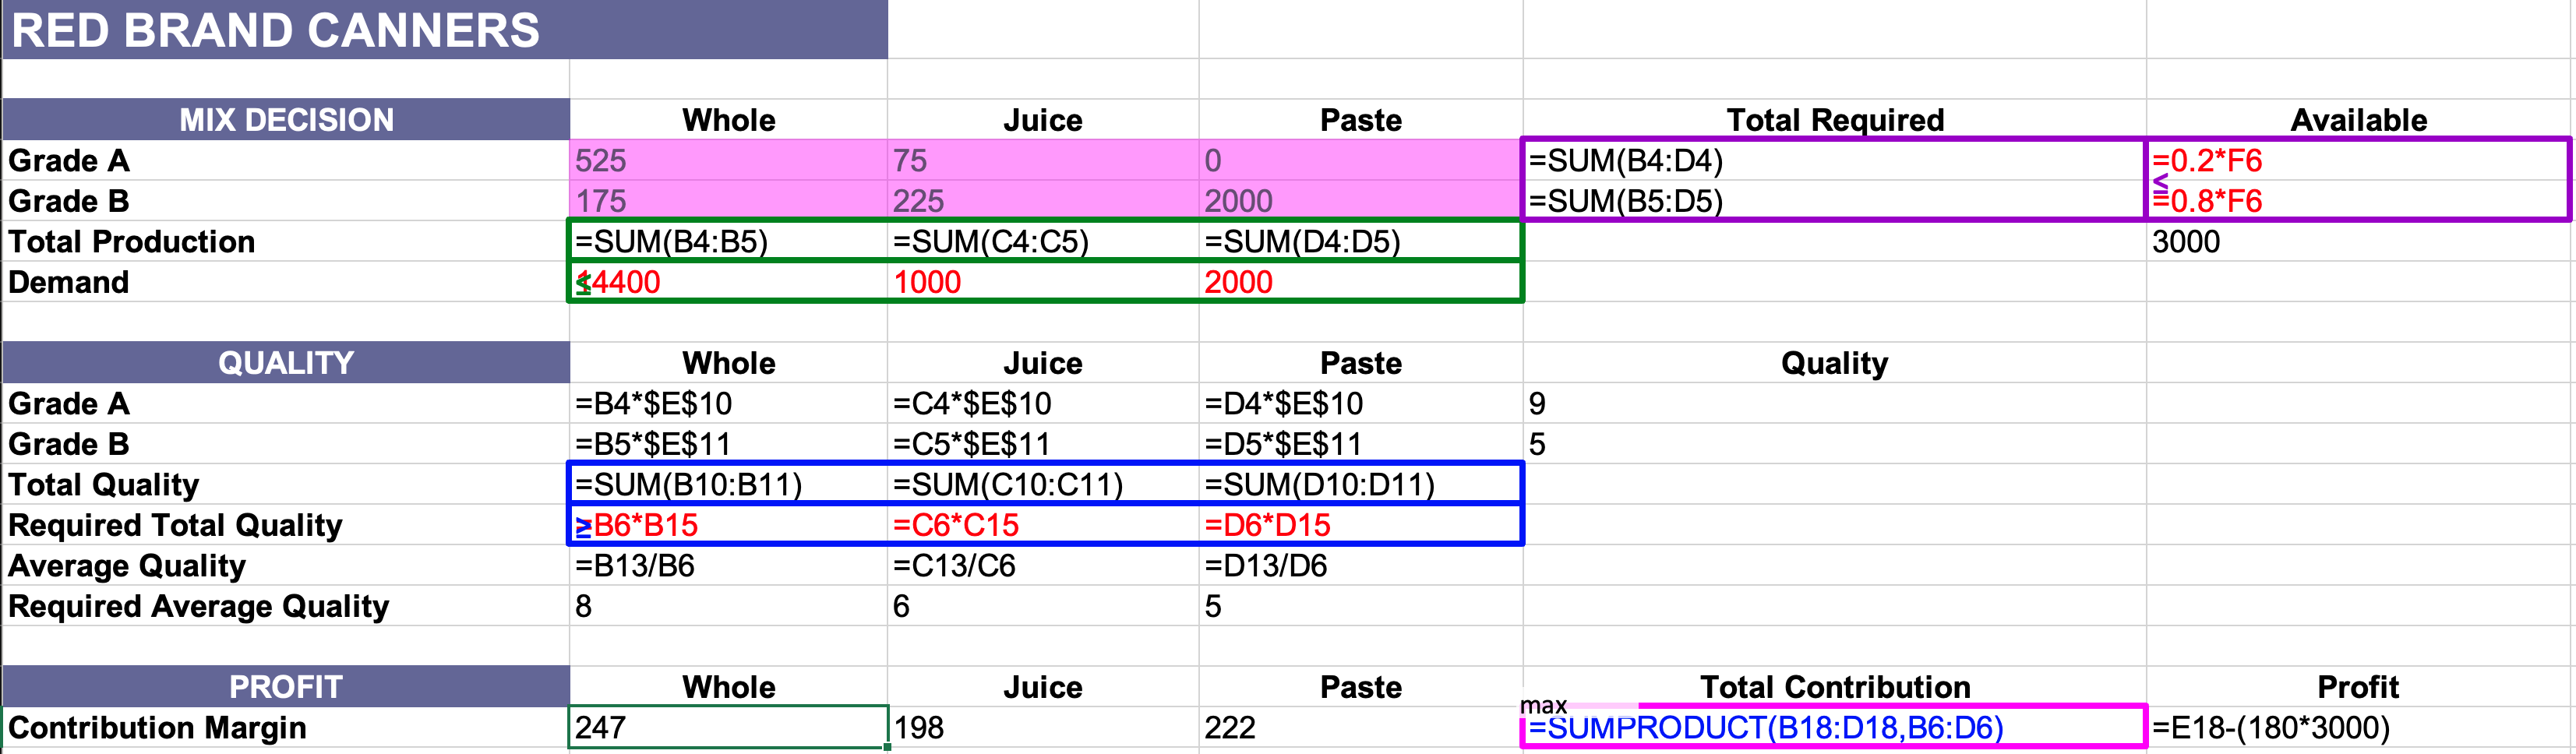 RED BRAND CANNERS
MIX DECISION Whole Juice Paste Total Required Available
Grade A 525 75 0 =SUM(B4:D4) =0.2*F6
≤
Grade B 175 225 2000 =SUM(B5:D5) =0.8*F6
Total Production =SUM(B4:B5) =SUM(C4:C5) =SUM(D4:D5) 3000
Demand ≤ 14400 1000 2000
QUALITY Whole Juice Paste Quality
Grade A =B4*$E$10 =C4*$E$10 =D4*$E$10 9
Grade B =B5*$E$11 =C5*$E$11 =D5*$E$11 5
Total Quality =SUM(B10:B11) =SUM(C10:C11) =SUM(D10:D11)
Required Total Quality ≥ =B6*B15 =C6*C15 =D6*D15
Average Quality =B13/B6 =C13/C6 =D13/D6
Required Average Quality 8 6 5
PROFIT Whole Juice Paste Total Contribution Profit
max
Contribution Margin 247 198 222 =SUMPRODUCT(B18:D18,B6:D6) =E18-(180*3000)